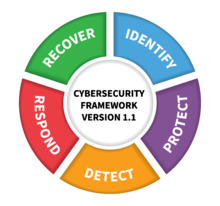 CYBERSECURITY
FRAMEWORK
VERSION 1.1
IDENTIFY
PROTECT
DETECT
RESPOND
RECOVER